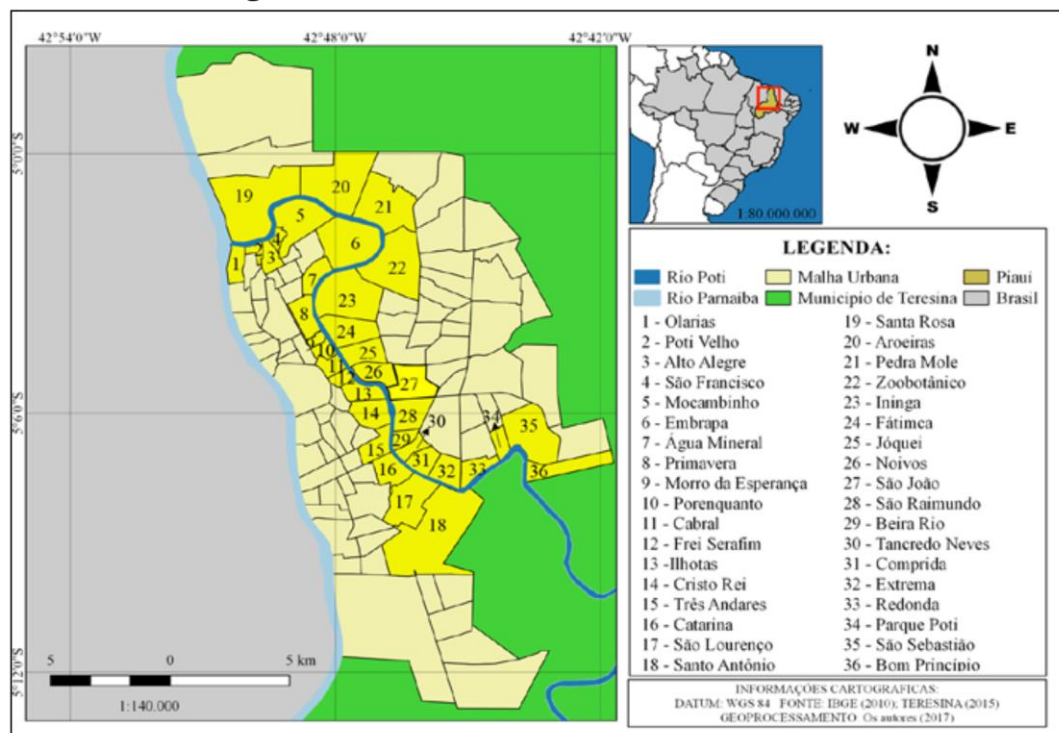 42°54'0"W 42°48'0"W 42°42'0"W
5°0'0"S
5°6'0"S
5°12'0"S
19
20
21
5
4
2
3
1
6
22
7
23
8
24
9
10
25
11
26
12
27
13
14
28
30
34
35
29
15
31
16
32
33
36
17
18
5 0 5 km
1:140.000
1:80.000.000
N
W E
S
LEGENDA:
Rio Poti Malha Urbana Piauí
Rio Parnaiba Município de Teresina Brasil
1 - Olarias
2 - Poti Velho
3 - Alto Alegre
4 - São Francisco
5 - Mocambinho
6 - Embrapa
7 - Água Mineral
8 - Primavera
9 - Morro da Esperança
10 - Porenquanto
11 - Cabral
12 - Frei Serafim
13 -Ilhotas
14 - Cristo Rei
15 - Três Andares
16 - Catarina
17 - São Lourenço
18 - Santo Antônio
19 - Santa Rosa
20 - Aroeiras
21 - Pedra Mole
22 - Zoobotânico
23 - Ininga
24 - Fátimca
25 - Jóquei
26 - Noivos
27 - São João
28 - São Raimundo
29 - Beira Rio
30 - Tancredo Neves
31 - Comprida
32 - Extrema
33 - Redonda
34 - Parque Poti
35 - São Sebastião
36 - Bom Princípio
INFORMAÇÕES CARTOGRAFICAS:
DATUM: WGS 84 FONTE: IBGE (2010); TERESINA (2015)
GEOPROCESSAMENTO Os autores (2017)